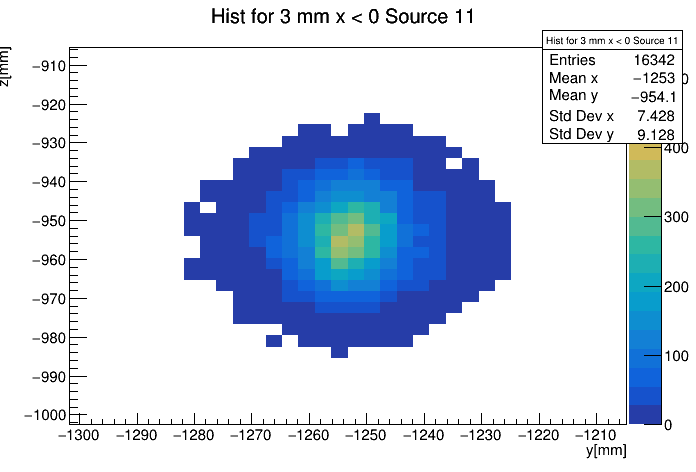 Hist for 3 mm x < 0 Source 11
Hist for 3 mm x < 0 Source 11
Entries 16342
Mean x −1253
Mean y −954.1
Std Dev x 7.428
Std Dev y 9.128
z[mm]
−910
−920
−930
−940
−950
−960
−970
−980
−990
−1000
−1300 −1290 −1280 −1270 −1260 −1250 −1240 −1230 −1220 −1210
y[mm]
400
300
200
100
0